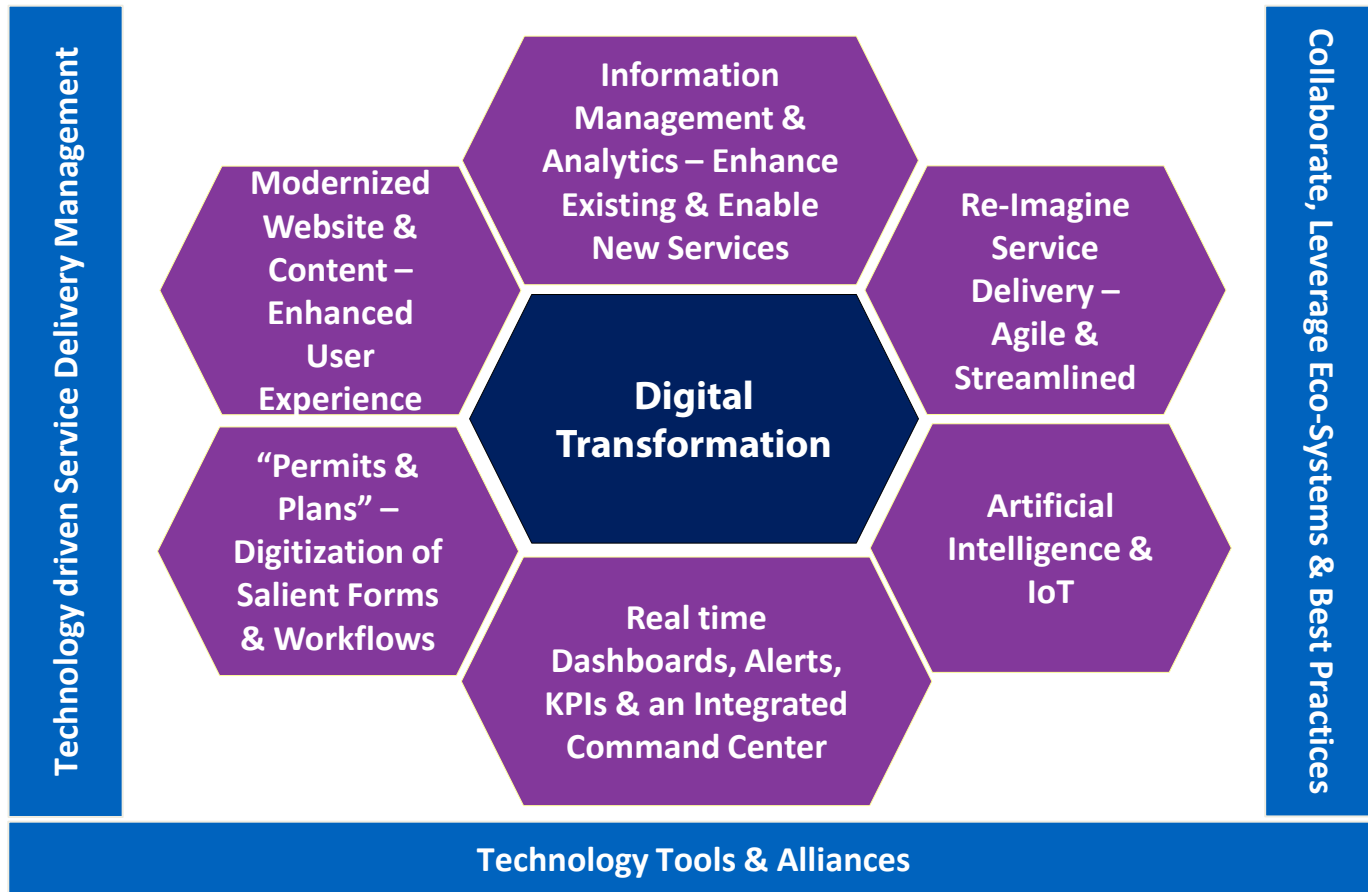 Technology driven Service Delivery Management
Information
Management &
Analytics – Enhance
Existing & Enable
New Services
Modernized
Website &
Content –
Enhanced
User
Experience
Re-Imagine
Service
Delivery –
Agile &
Streamlined
Digital
Transformation
“Permits &
Plans” –
Digitization of
Salient Forms
& Workflows
Artificial
Intelligence &
IoT
Real time
Dashboards, Alerts,
KPIs & an Integrated
Command Center
Collaborate, Leverage Eco-Systems & Best Practices
Technology Tools & Alliances